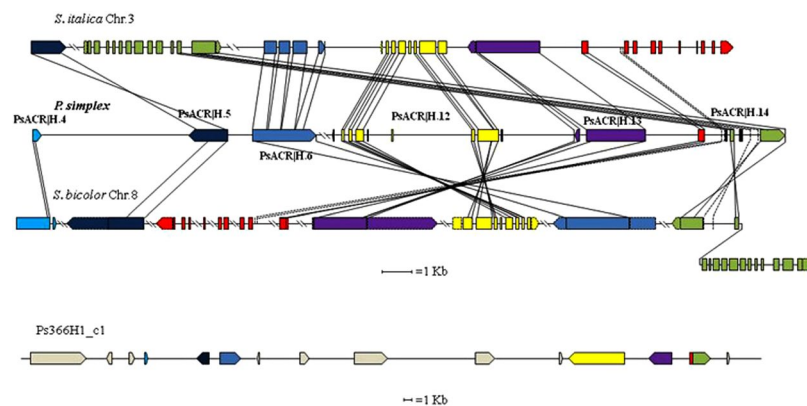 S. italica Chr.3
P. simplex
PsACR|H.4
PsACR|H.5
PsACR|H.6
PsACR|H.12
PsACR|H.13
PsACR|H.14
S. bicolor Chr.8
=1 Kb
Ps366H1_c1
=1 Kb